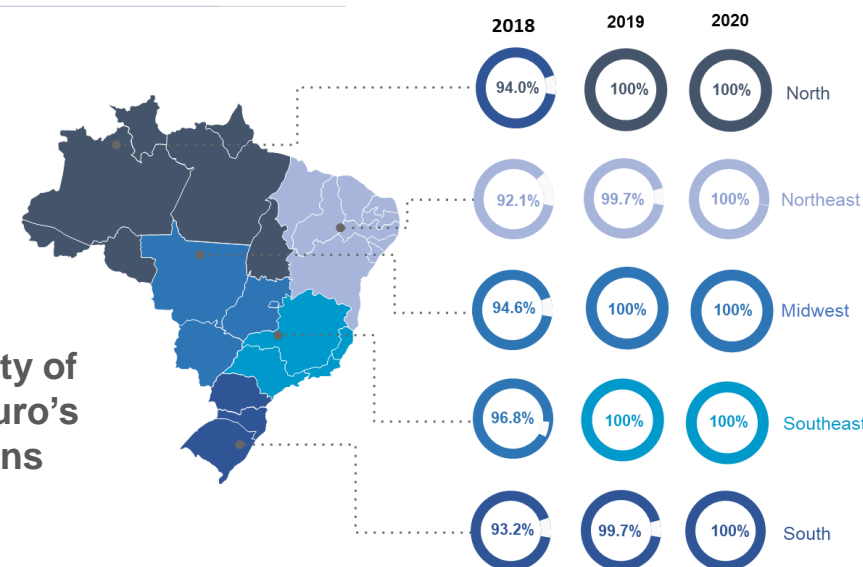 2018 2019 2020
94.0% 100% 100% North
92.1% 99.7% 100% Northeast
94.6% 100% 100% Midwest
ty of
uro's
ns
96.8% 100% 100% Southeast
93.2% 99.7% 100% South